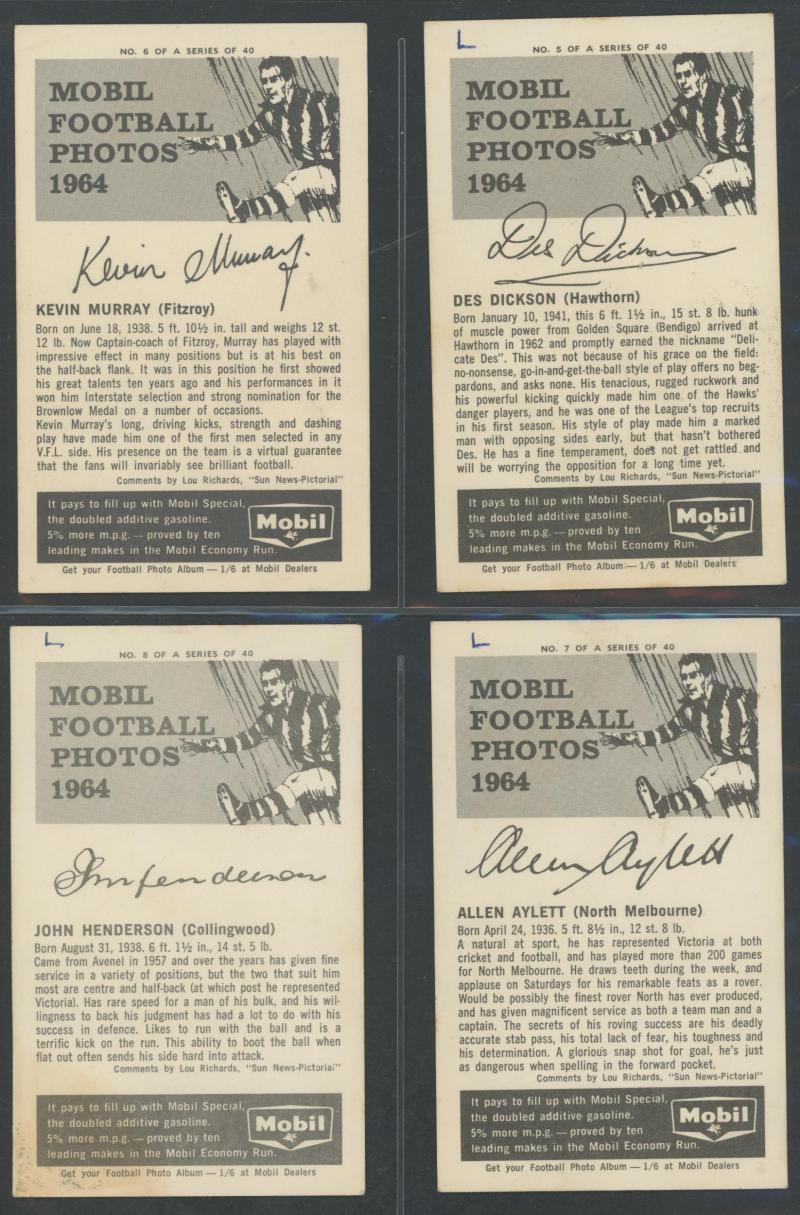 NO. 6 OF A SERIES OF 40
MOBIL
FOOTBALL
PHOTOS
1964
Kevin Murray.
KEVIN MURRAY (Fitzroy)
Born on June 18, 1938. 5 ft. 10½ in. tall and weighs 12 st.
12 lb. Now Captain-coach of Fitzroy, Murray has played with
impressive effect in many positions but is at his best on
the half-back flank. It was in this position he first showed
his great talents ten years ago and his performances in it
won him Interstate selection and strong nomination for the
Brownlow Medal on a number of occasions.
Kevin Murray's long, driving kicks, strength and dashing
play have made him one of the first men selected in any
V.F.L. side. His presence on the team is a virtual guarantee
that the fans will invariably see brilliant football.
Comments by Lou Richards, "Sun News-Pictorial"
It pays to fill up with Mobil Special,
the doubled additive gasoline.
5% more m.p.g. — proved by ten
leading makes in the Mobil Economy Run.
Mobil
Get your Football Photo Album — 1/6 at Mobil Dealers
L
NO. 5 OF A SERIES OF 40
MOBIL
FOOTBALL
PHOTOS
1964
Des Dickson
DES DICKSON (Hawthorn)
Born January 10, 1941, this 6 ft. 1½ in., 15 st. 8 lb. hunk
of muscle power from Golden Square (Bendigo) arrived at
Hawthorn in 1962 and promptly earned the nickname "Deli-
cate Des". This was not because of his grace on the field:
no-nonsense, go-in-and-get-the-ball style of play offers no beg-
pardons, and asks none. His tenacious, rugged ruckwork and
his powerful kicking quickly made him one of the Hawks'
danger players, and he was one of the League's top recruits
in his first season. His style of play made him a marked
man with opposing sides early, but that hasn't bothered
Des. He has a fine temperament, does not get rattled and
will be worrying the opposition for a long time yet.
Comments by Lou Richards, "Sun News-Pictorial"
It pays to fill up with Mobil Special,
the doubled additive gasoline.
5% more m.p.g. — proved by ten
leading makes in the Mobil Economy Run.
Mobil
Get your Football Photo Album — 1/6 at Mobil Dealers
L
NO. 8 OF A SERIES OF 40
MOBIL
FOOTBALL
PHOTOS
1964
JOHN HENDERSON (Collingwood)
Born August 31, 1938. 6 ft. 1½ in., 14 st. 5 lb.
Came from Avenel in 1957 and over the years has given fine
service in a variety of positions, but the two that suit him
most are centre and half-back (at which post he represented
Victoria). Has rare speed for a man of his bulk, and his wil-
lingness to back his judgment has had a lot to do with his
success in defence. Likes to run with the ball and is a
terrific kick on the run. This ability to boot the ball when
flat out often sends his side hard into attack.
Comments by Lou Richards, "Sun News-Pictorial"
It pays to fill up with Mobil Special,
the doubled additive gasoline.
5% more m.p.g. — proved by ten
leading makes in the Mobil Economy Run.
Mobil
Get your Football Photo Album — 1/6 at Mobil Dealers
L
NO. 7 OF A SERIES OF 40
MOBIL
FOOTBALL
PHOTOS
1964
Allen Aylett
ALLEN AYLETT (North Melbourne)
Born April 24, 1936. 5 ft. 8½ in., 12 st. 8 lb.
A natural at sport, he has represented Victoria at both
cricket and football, and has played more than 200 games
for North Melbourne. He draws teeth during the week, and
applause on Saturdays for his remarkable feats as a rover.
Would be possibly the finest rover North has ever produced,
and has given magnificent service as both a team man and a
captain. The secrets of his roving success are his deadly
accurate stab pass, his total lack of fear, his toughness and
his determination. A glorious snap shot for goal, he's just
as dangerous when spelling in the forward pocket.
Comments by Lou Richards, "Sun News-Pictorial"
It pays to fill up with Mobil Special,
the doubled additive gasoline.
5% more m.p.g. — proved by ten
leading makes in the Mobil Economy Run.
Mobil
Get your Football Photo Album — 1/6 at Mobil Dealers